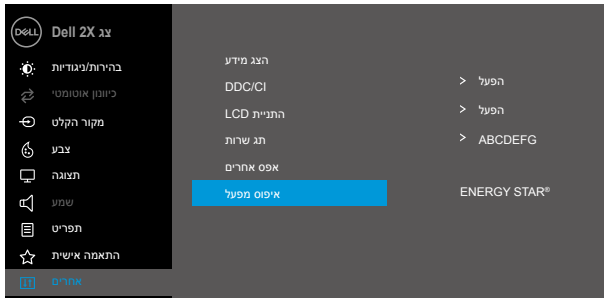 DELL
צג Dell 2X
בהירות/ניגודיות
כיוונון אוטומטי
מקור הקלט
צבע
תצוגה
שמע
תפריט
התאמה אישית
אחרים
הצג מידע
DDC/CI
הפעל >
התניית LCD
הפעל >
תג שרות
ABCDEFG >
אפס אחרים
איפוס מפעל
ENERGY STAR®